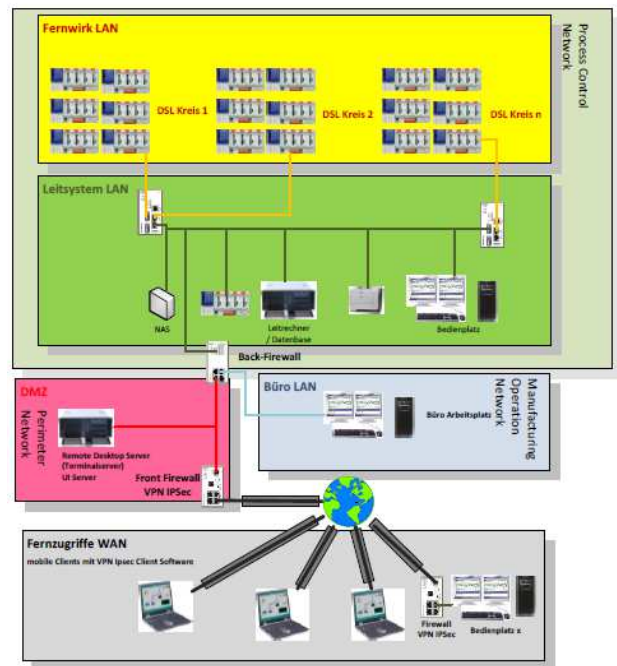 Fernwirk LAN
Process Control
Network
DSL Kreis 1
DSL Kreis 2
DSL Kreis n
Leitsystem LAN
NAS
Leitrechner
/ Datenbase
Bedienplatz
Back-Firewall
DMZ
Perimeter
Network
Remote Desktop Server
(Terminalserver)
UI Server
Front Firewall
VPN IPSec
Büro LAN
Büro Arbeitsplatz
Manufacturing
Operation
Network
Fernzugriffe WAN
mobile Clients mit VPN Ipsec Client Software
Firewall
VPN IPSec
Bedienplatz x